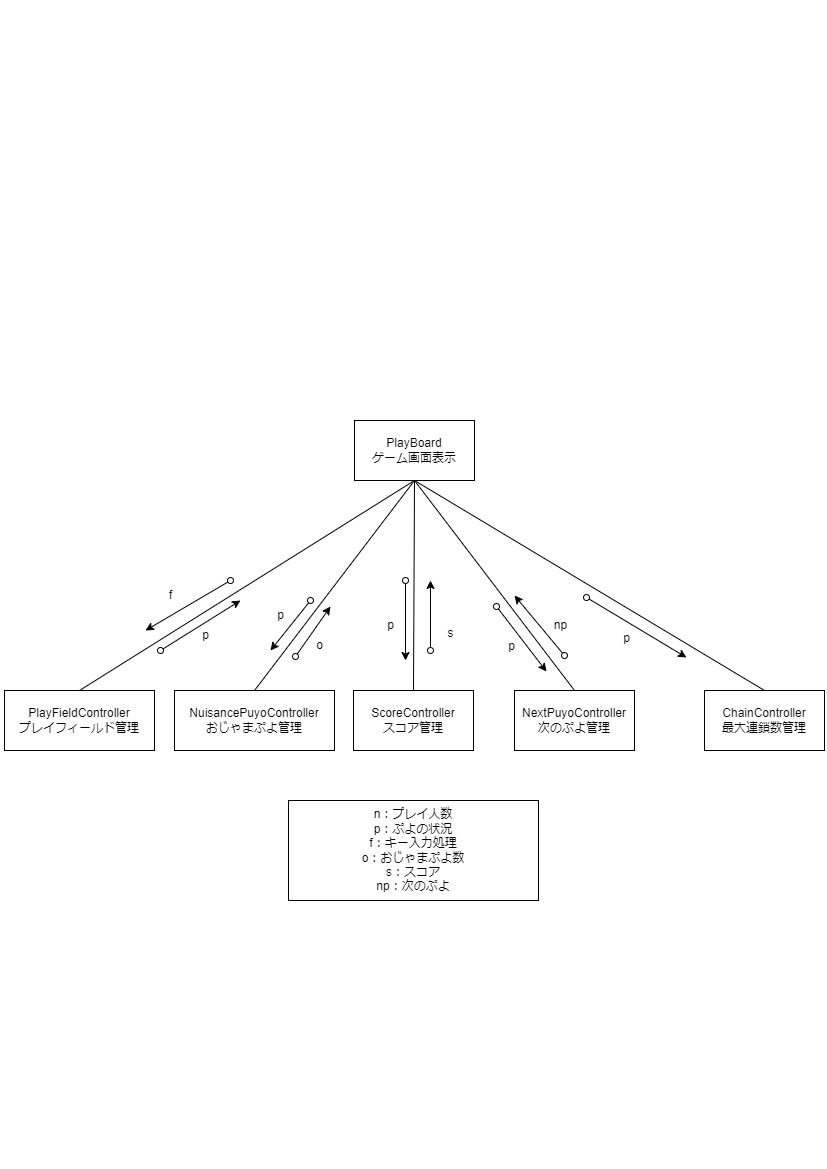 PlayBoard
ゲーム画面表示
f
p
p
o
p
s
p
np
p
PlayFieldController
プレイフィールド管理
NuisancePuyoController
おじゃまぷよ管理
ScoreController
スコア管理
NextPuyoController
次のぷよ管理
ChainController
最大連鎖数管理
n：プレイ人数
p：ぷよの状況
f：キー入力処理
o：おじゃまぷよ数
s：スコア
np：次のぷよ